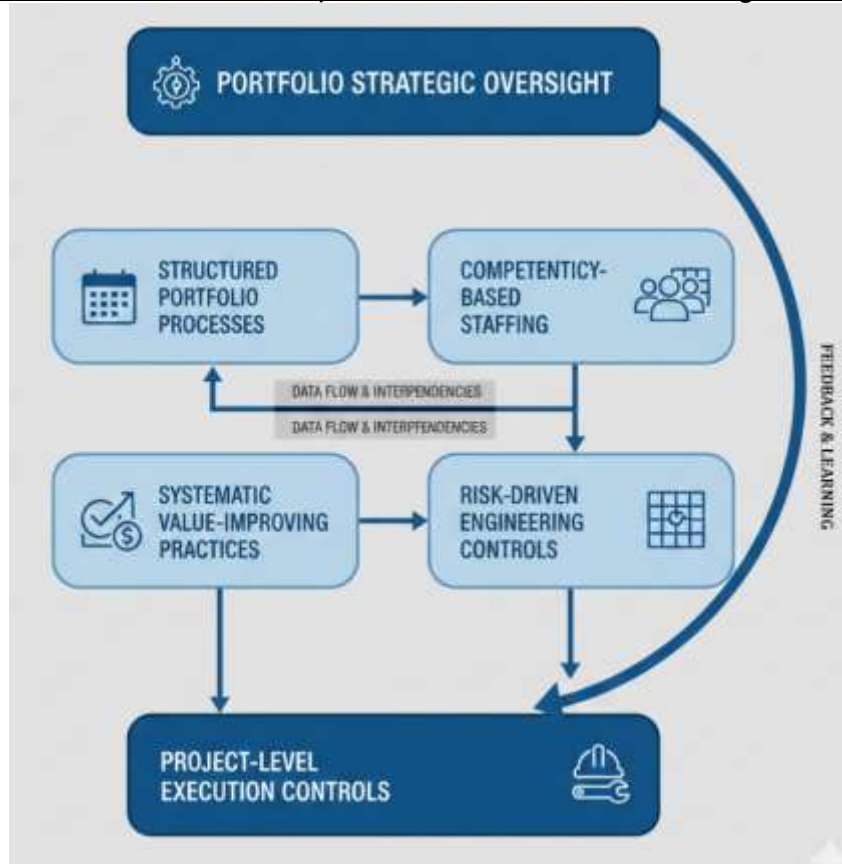 PORTFOLIO STRATEGIC OVERSIGHT
STRUCTURED
PORTFOLIO
PROCESSES
COMPETENTICY-
BASED
STAFFING
DATA FLOW & INTERPENDENCIES
DATA FLOW & INTERPFENDENCIES
SYSTEMATIC
VALUE-IMPROVING
PRACTICES
RISK-DRIVEN
ENGINEERING
CONTROLS
FEEDBACK & LEARNING
PROJECT-LEVEL
EXECUTION CONTROLS